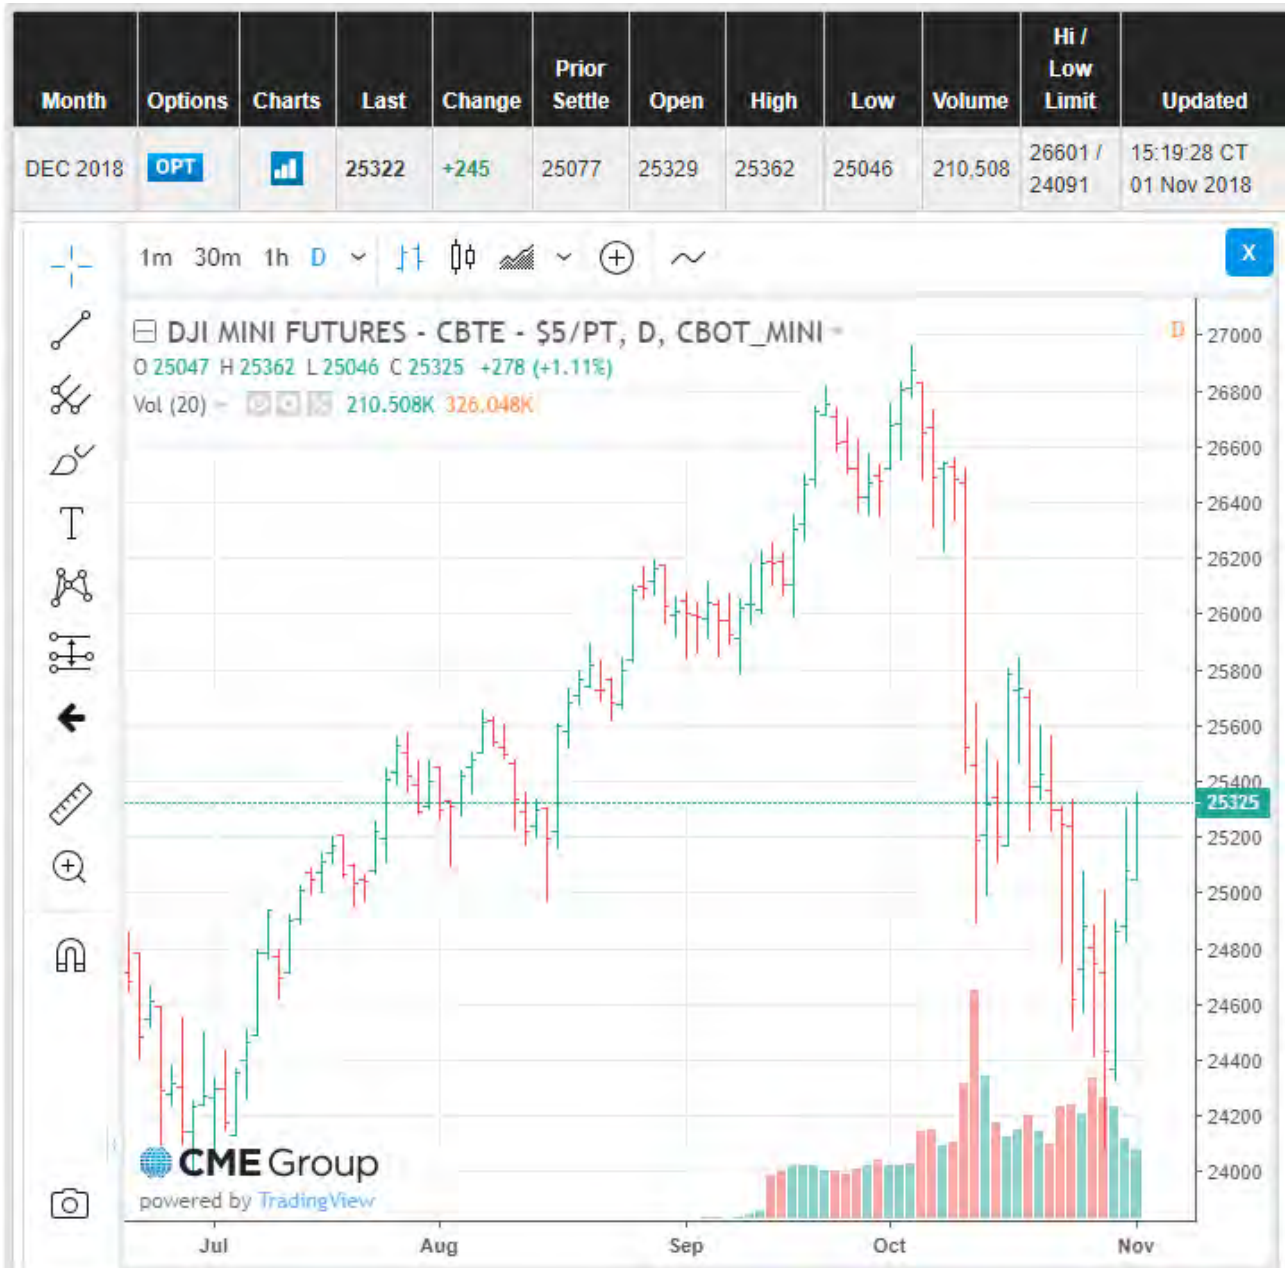 Month Options Charts Last Change Prior Settle Open High Low Volume Hi / Low Limit Updated
DEC 2018 OPT 25322 +245 25077 25329 25362 25046 210,508 26601 / 24091 15:19:28 CT 01 Nov 2018
1m 30m 1h D X
DJI MINI FUTURES - CBTE - $5/PT, D, CBOT_MINI D
O 25047 H 25362 L 25046 C 25325 +278 (+1.11%)
Vol (20) 210.508K 326.048K
T
27000
26800
26600
26400
26200
26000
25800
25600
25400
25325
25200
25000
24800
24600
24400
24200
24000
CME Group
powered by TradingView
Jul Aug Sep Oct Nov